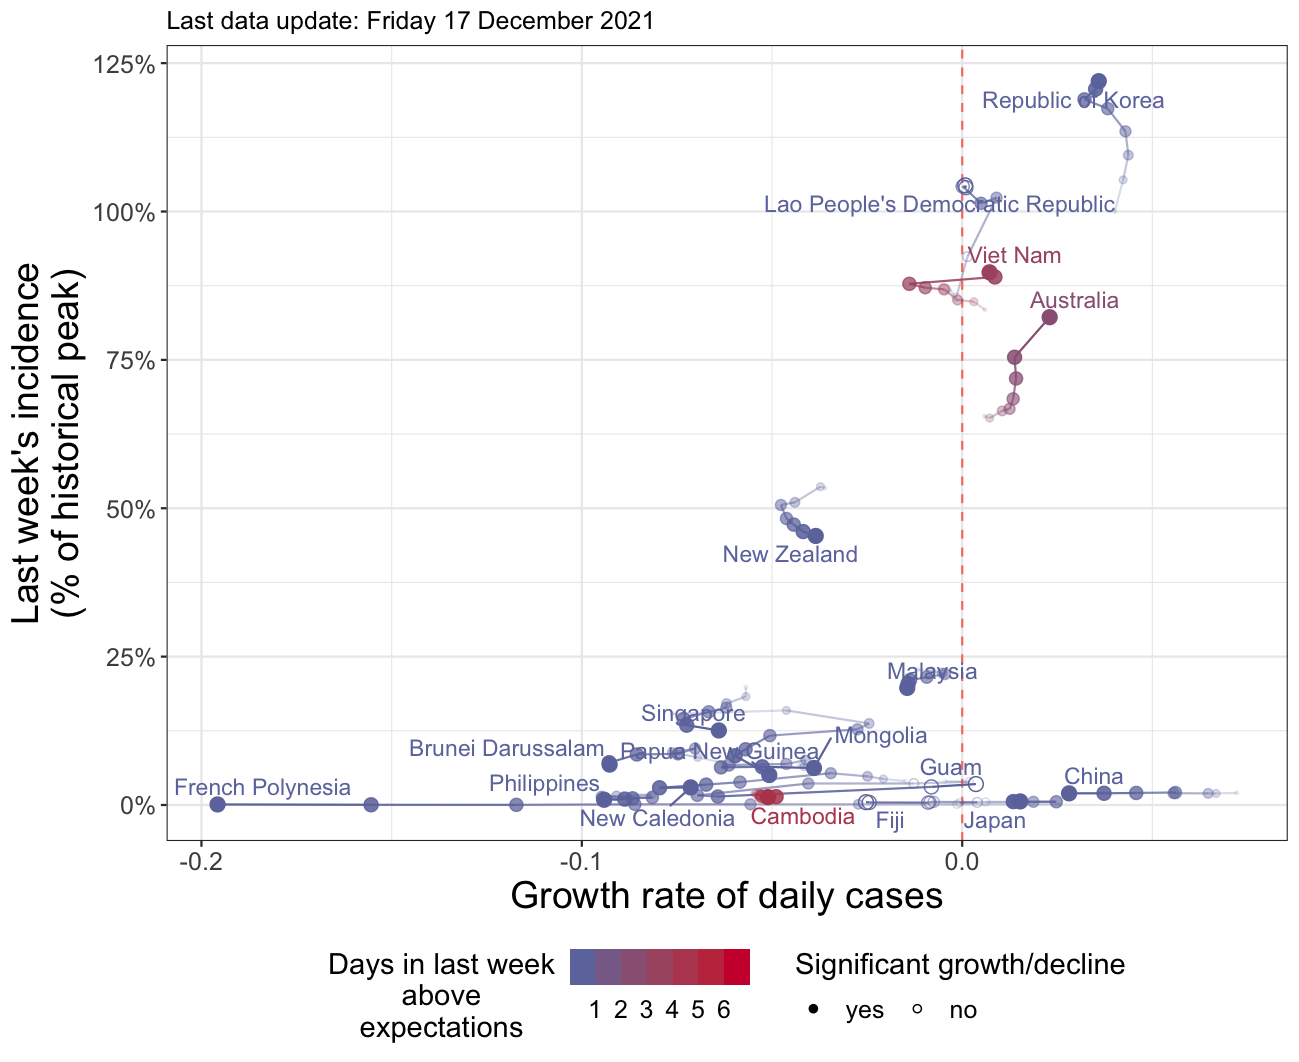 Last data update: Friday 17 December 2021
Last week's incidence
(% of historical peak)
125%
100%
75%
50%
25%
0%
Republic of Korea
Lao People's Democratic Republic
Viet Nam
Australia
New Zealand
Malaysia
Singapore
Mongolia
Brunei Darussalam
Papua New Guinea
Guam
China
French Polynesia
Philippines
New Caledonia
Cambodia
Fiji
Japan
-0.2
-0.1
0.0
Growth rate of daily cases
Days in last week
above
expectations
1 2 3 4 5 6
Significant growth/decline
yes
no